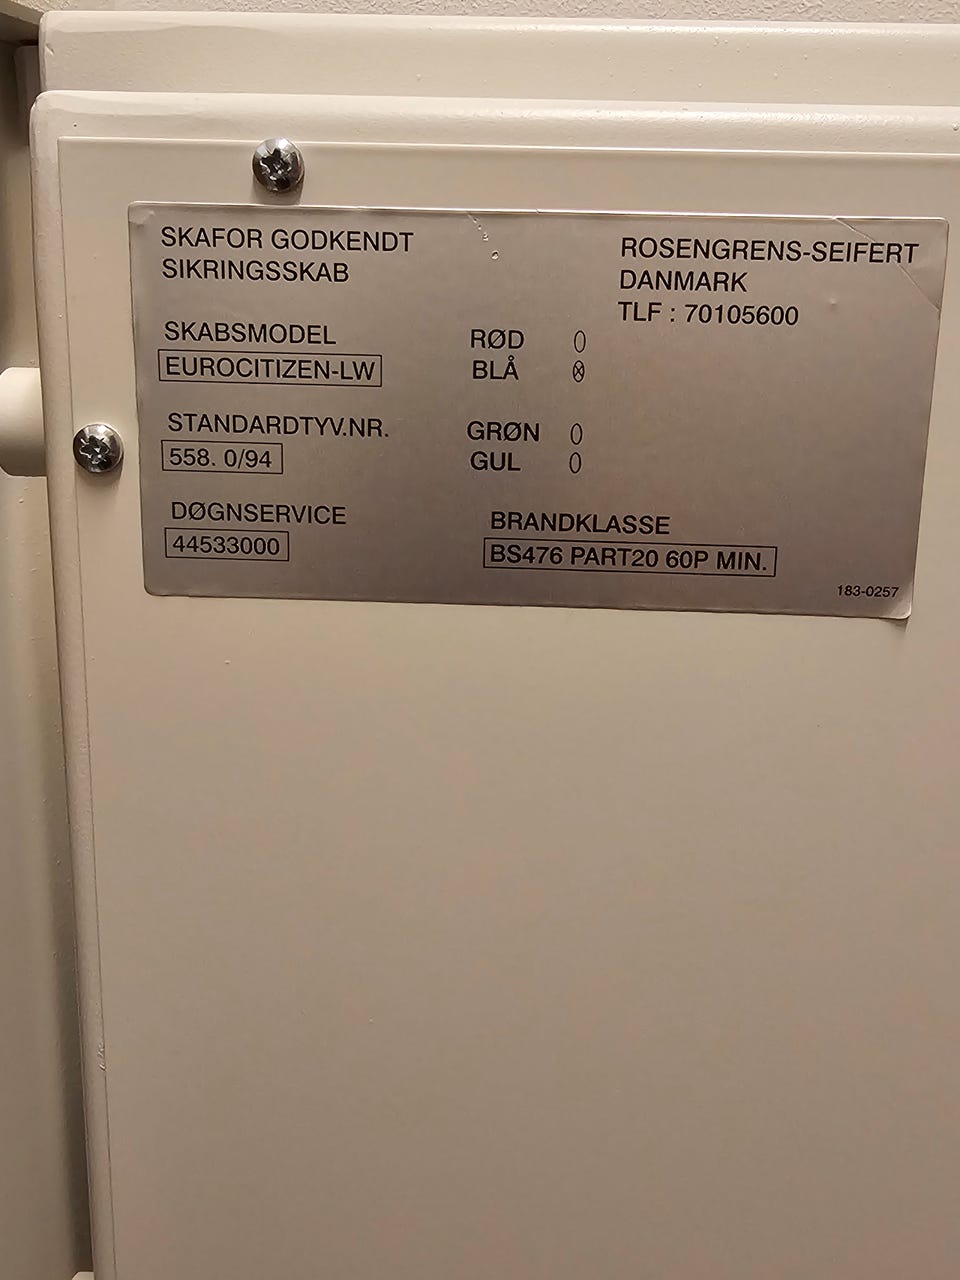 SKAFOR GODKENDT
SIKRINGSSKAB
ROSENGRENS-SEIFERT
DANMARK
TLF : 70105600
SKABSMODEL
EUROCITIZEN-LW
RØD
BLÅ
STANDARDTYV.NR.
558. 0/94
GRØN
GUL
DØGNSERVICE
44533000
BRANDKLASSE
BS476 PART20 60P MIN.
183-0257